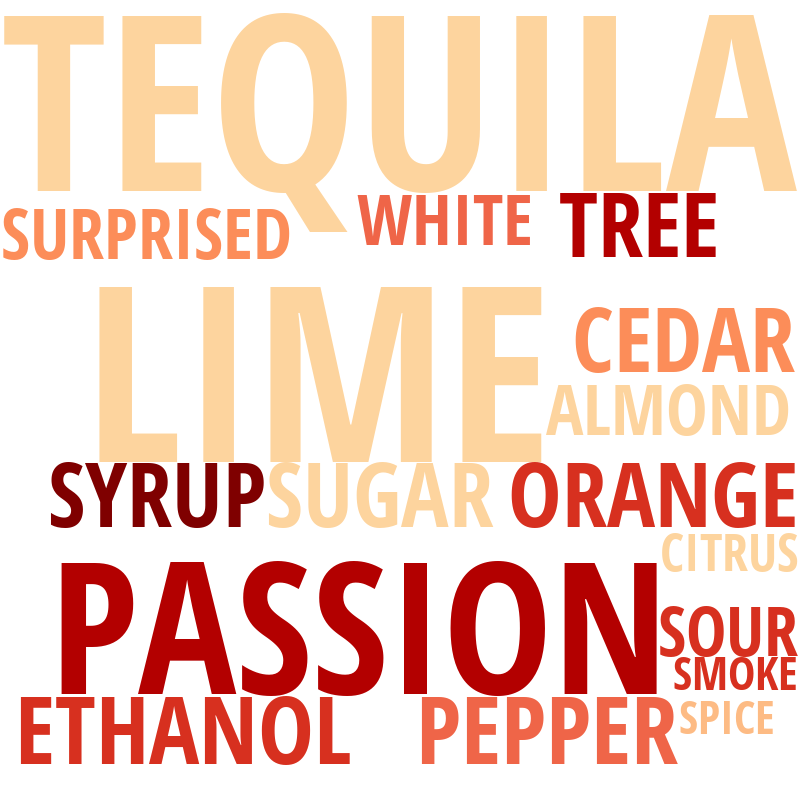 TEQUILA
SURPRISED WHITE TREE
LIME
CEDAR
ALMOND
SYRUP SUGAR ORANGE
CITRUS
PASSION
SOUR
SMOKE
ETHANOL PEPPER SPICE